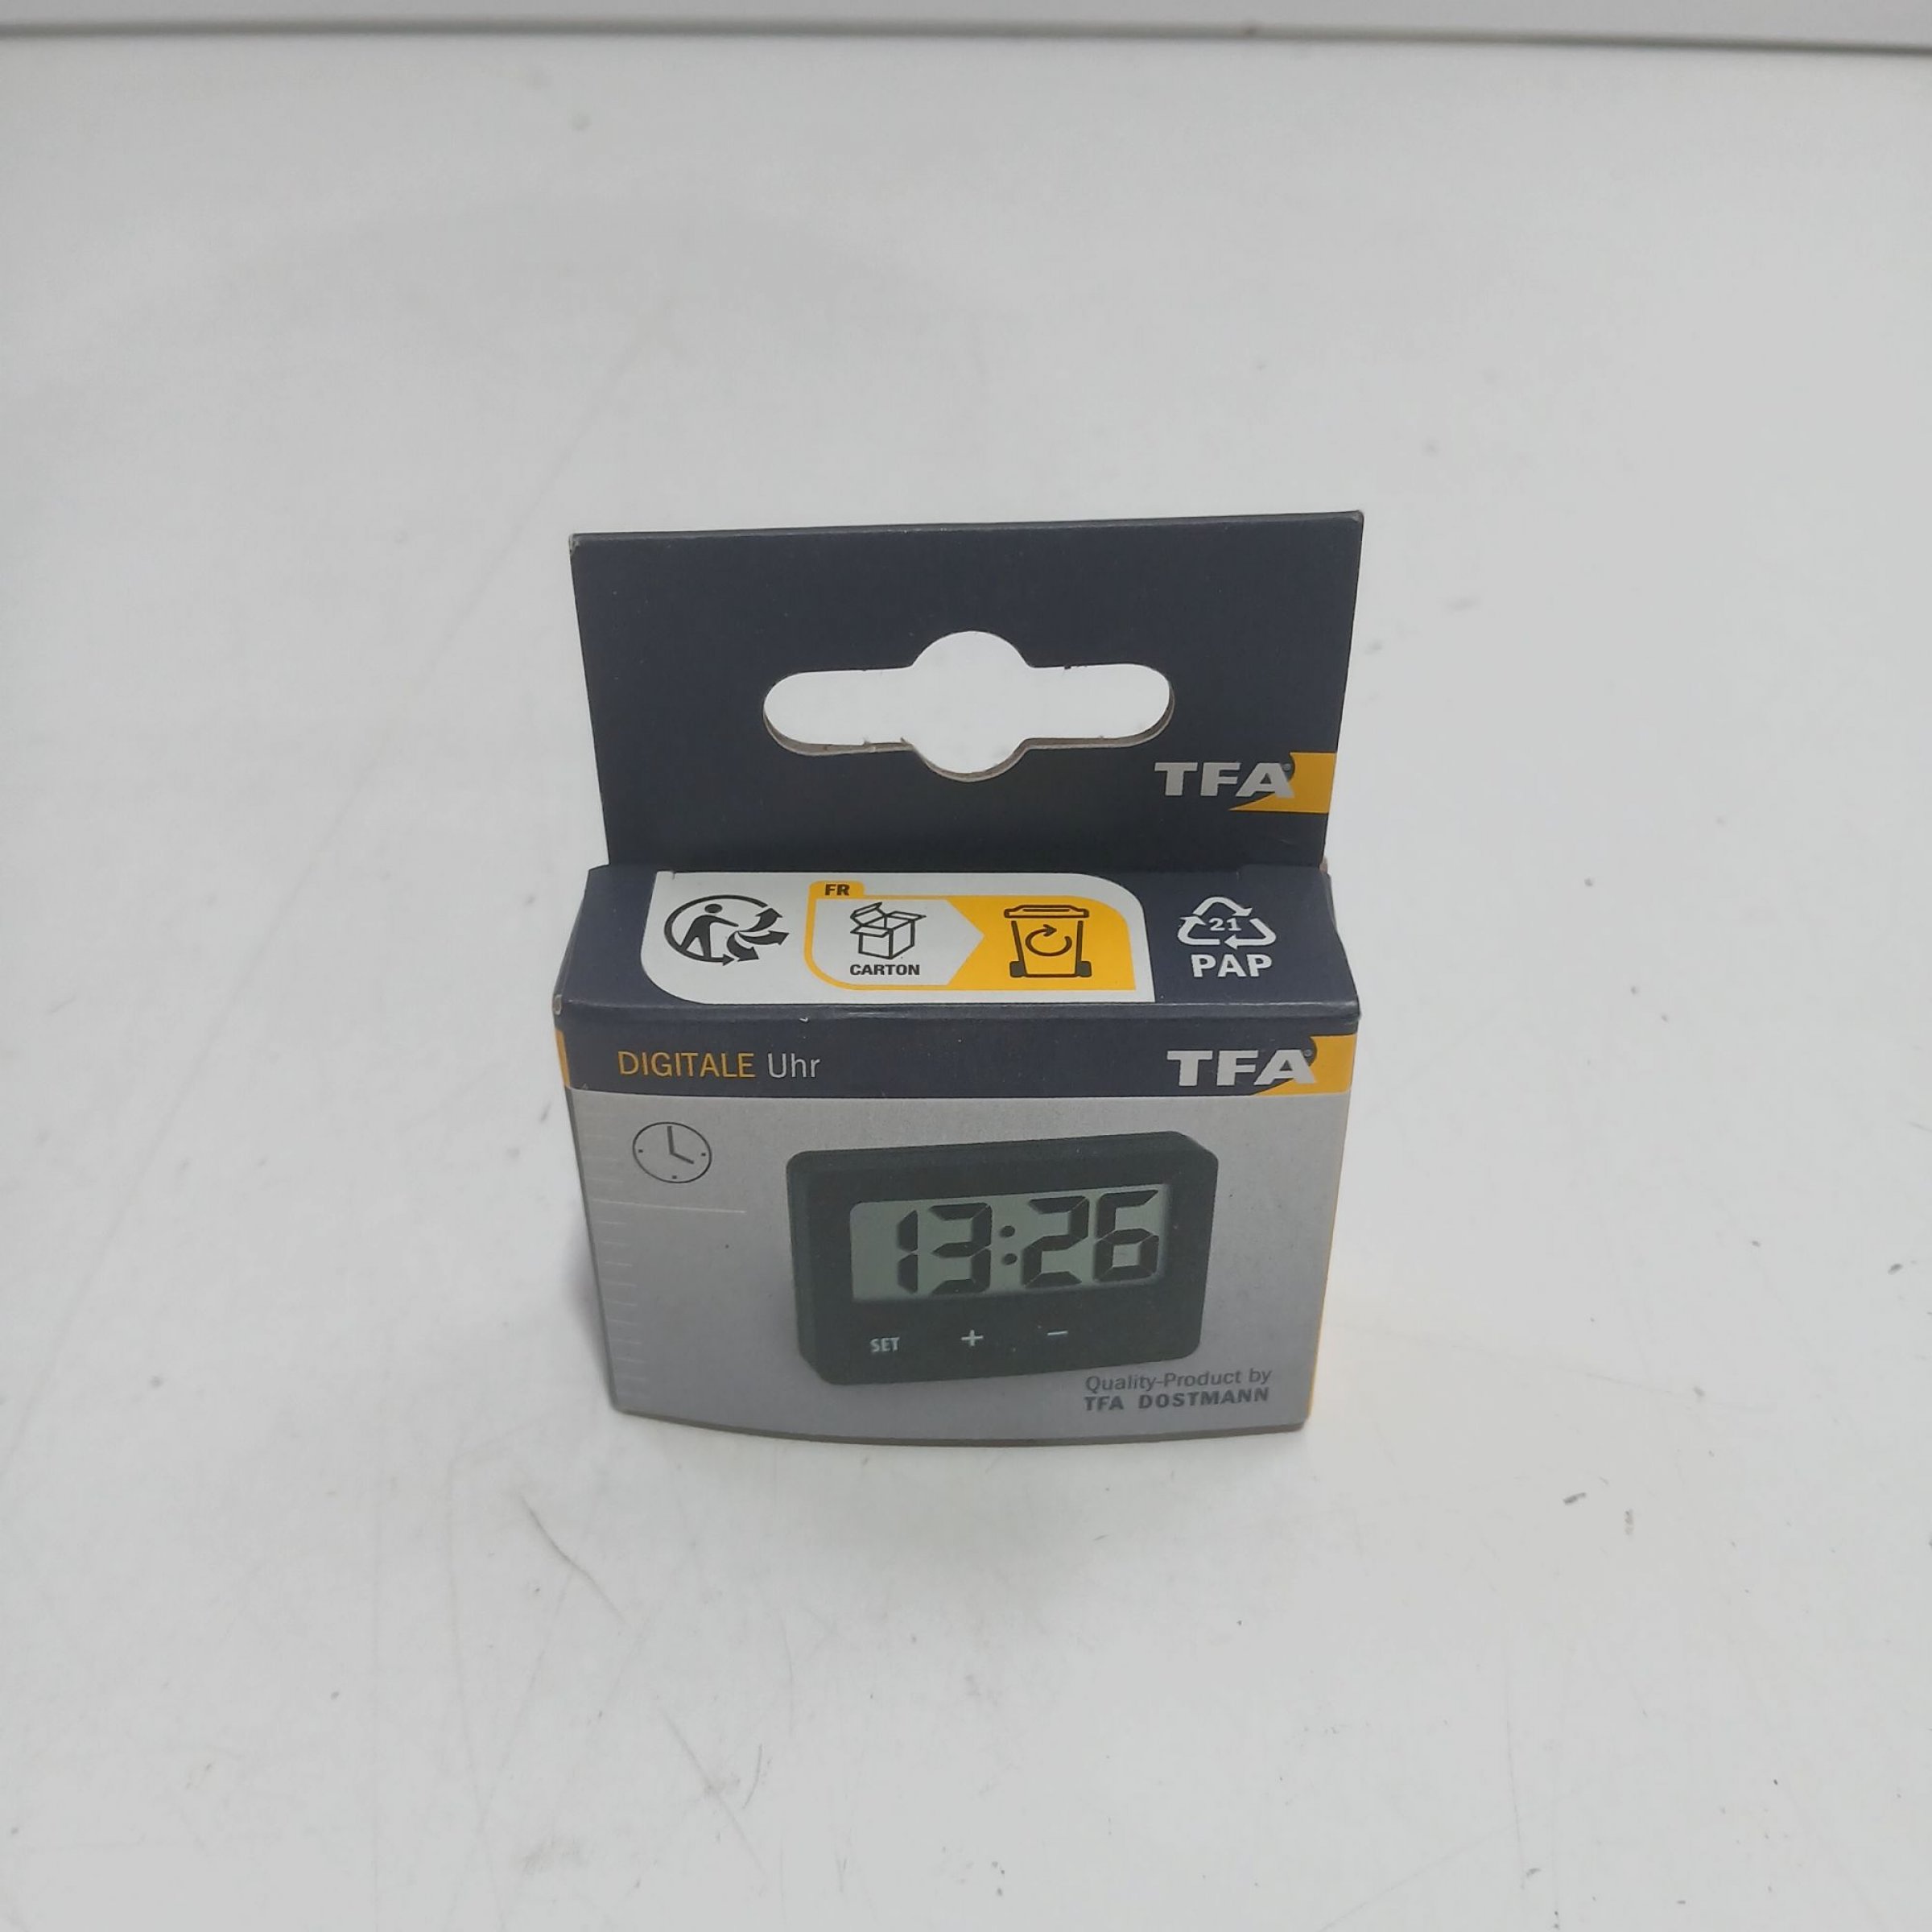 TFA
FR
CARTON
21
PAP
DIGITALE Uhr
TFA
13:26
SET + −
Quality-Product by
TFA DOSTMANN